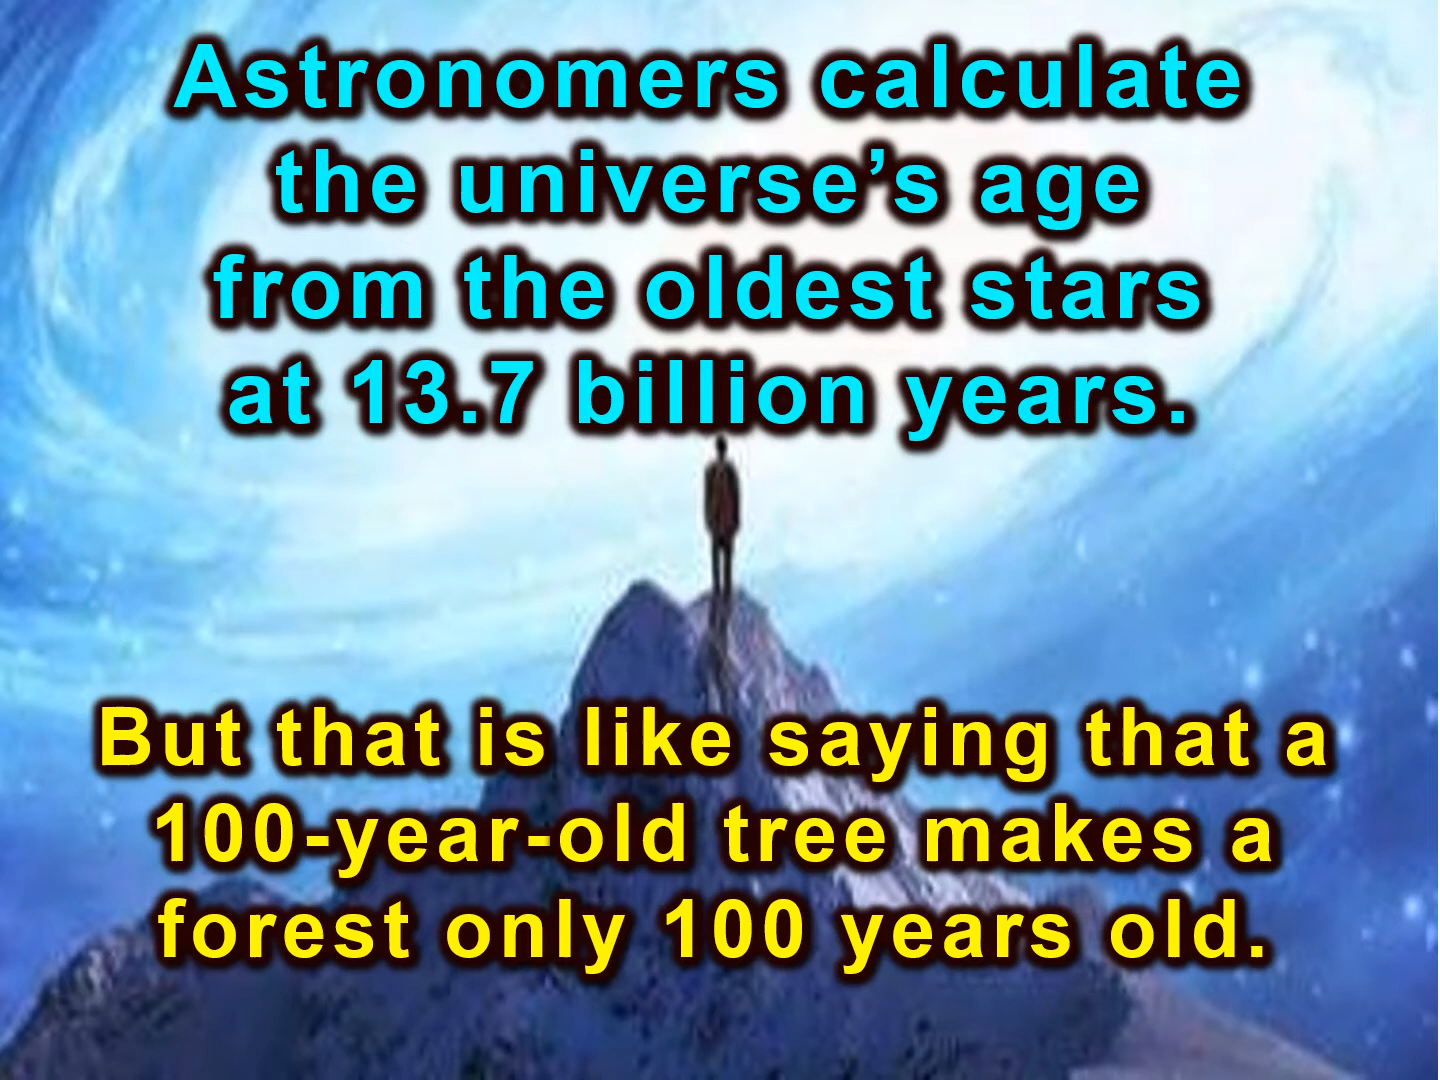 Astronomers calculate
the universe’s age
from the oldest stars
at 13.7 billion years.
But that is like saying that a
100-year-old tree makes a
forest only 100 years old.